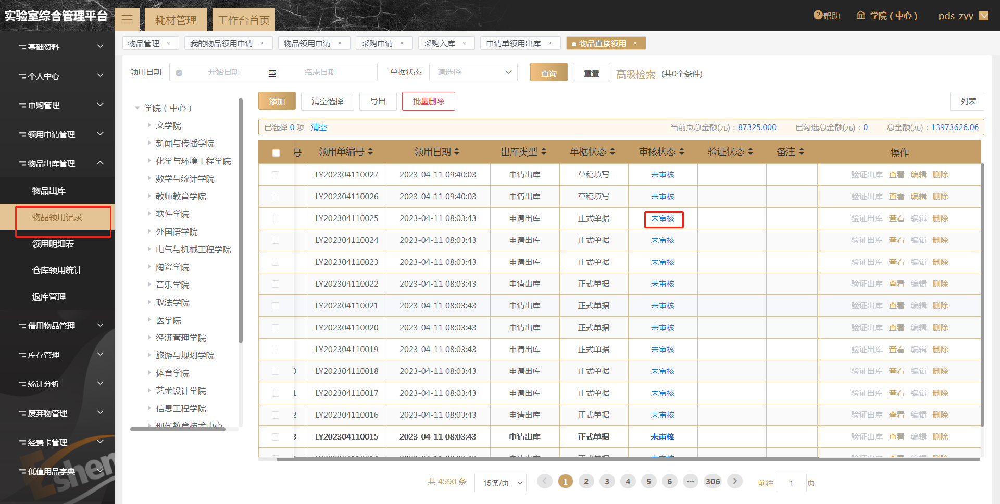 实验室综合管理平台
耗材管理 工作台首页
帮助 学院（中心） pds zyy
物品管理 × 我的物品领用申请 × 物品领用申请 × 采购申请 × 采购入库 × 申请单领用出库 × 物品直接领用 ×
基础资料
个人中心
申购管理
领用申请管理
物品出库管理
物品出库
物品领用记录
领用明细表
仓库领用统计
返库管理
借用物品管理
库存管理
统计分析
废弃物管理
经费卡管理
低值用品字典
Eshen
领用日期 开始日期 至 结束日期 单据状态 请选择 查询 重置 高级检索 (共0个条件)
学院（中心）
文学院
新闻与传播学院
化学与环境工程学院
数学与统计学院
教师教育学院
软件学院
外国语学院
电气与机械工程学院
陶瓷学院
音乐学院
政法学院
医学院
经济管理学院
旅游与规划学院
体育学院
艺术设计学院
信息工程学院
现代教育技术中心
添加 清空选择 导出 批量删除 列表
已选择 0 项 清空 当前页总金额(元)：87325.000 已勾选总金额(元)：0 总金额(元)：13973626.06
号 领用单编号 领用日期 出库类型 单据状态 审核状态 验证状态 备注 操作
LY202304110027 2023-04-11 09:40:03 申请出库 草稿填写 未审核 验证出库 查看 编辑 删除
LY202304110026 2023-04-11 09:40:03 申请出库 草稿填写 未审核 验证出库 查看 编辑 删除
LY202304110025 2023-04-11 08:03:43 申请出库 正式单据 未审核 验证出库 查看 编辑 删除
LY202304110024 2023-04-11 08:03:43 申请出库 正式单据 未审核 验证出库 查看 编辑 删除
LY202304110023 2023-04-11 08:03:43 申请出库 正式单据 未审核 验证出库 查看 编辑 删除
LY202304110022 2023-04-11 08:03:43 申请出库 正式单据 未审核 验证出库 查看 编辑 删除
LY202304110021 2023-04-11 08:03:43 申请出库 正式单据 未审核 验证出库 查看 编辑 删除
LY202304110020 2023-04-11 08:03:43 申请出库 正式单据 未审核 验证出库 查看 编辑 删除
LY202304110019 2023-04-11 08:03:43 申请出库 正式单据 未审核 验证出库 查看 编辑 删除
0 LY202304110018 2023-04-11 08:03:43 申请出库 正式单据 未审核 验证出库 查看 编辑 删除
1 LY202304110017 2023-04-11 08:03:43 申请出库 正式单据 未审核 验证出库 查看 编辑 删除
2 LY202304110016 2023-04-11 08:03:43 申请出库 正式单据 未审核 验证出库 查看 编辑 删除
3 LY202304110015 2023-04-11 08:03:43 申请出库 正式单据 未审核 验证出库 查看 编辑 删除
LY202304110014 2023-04-11 08:03:43 申请出库 正式单据 未审核 验证出库 查看 编辑 删除
共 4590 条 15条/页 1 2 3 4 5 6 ••• 306 前往 1 页